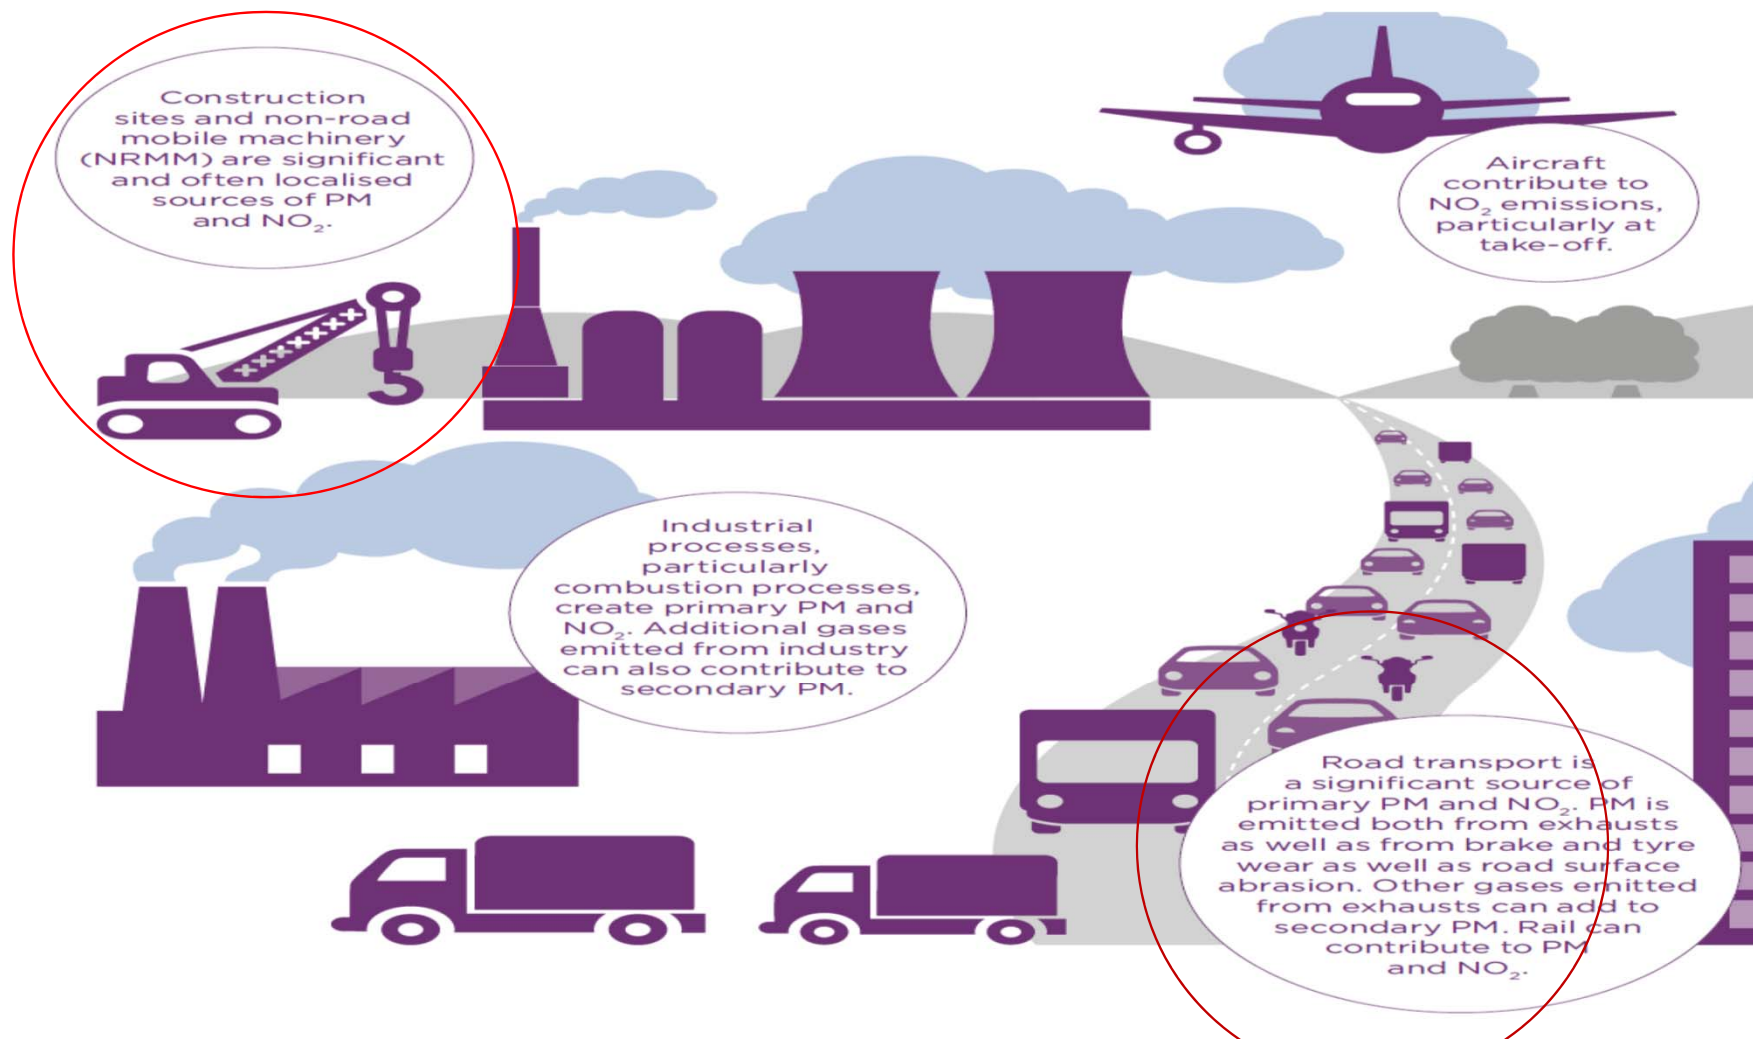 Construction
sites and non-road
mobile machinery
(NRMM) are significant
and often localised
sources of PM
and NO₂.
Aircraft
contribute to
NO₂ emissions,
particularly at
take-off.
Industrial
processes,
particularly
combustion processes,
create primary PM and
NO₂. Additional gases
emitted from industry
can also contribute to
secondary PM.
Road transport is
a significant source of
primary PM and NO₂. PM is
emitted both from exhausts
as well as from brake and tyre
wear as well as road surface
abrasion. Other gases emitted
from exhausts can add to
secondary PM. Rail can
contribute to PM
and NO₂.